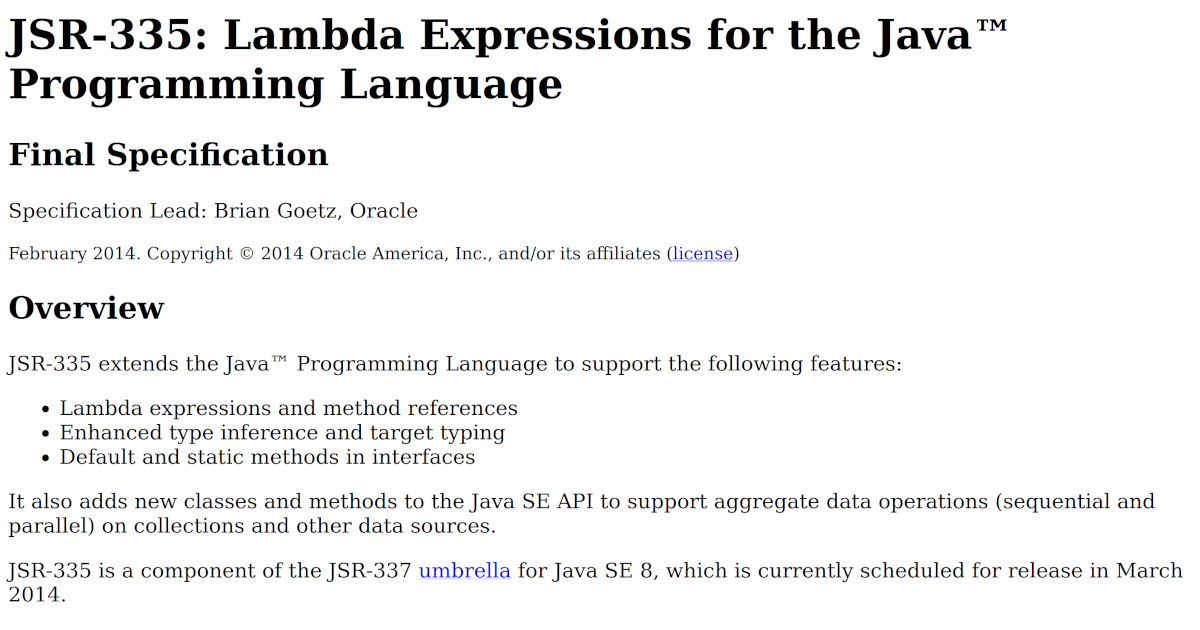 JSR-335: Lambda Expressions for the Java™
Programming Language
Final Specification
Specification Lead: Brian Goetz, Oracle
February 2014. Copyright © 2014 Oracle America, Inc., and/or its affiliates (license)
Overview
JSR-335 extends the Java™ Programming Language to support the following features:
• Lambda expressions and method references
• Enhanced type inference and target typing
• Default and static methods in interfaces
It also adds new classes and methods to the Java SE API to support aggregate data operations (sequential and
parallel) on collections and other data sources.
JSR-335 is a component of the JSR-337 umbrella for Java SE 8, which is currently scheduled for release in March
2014.